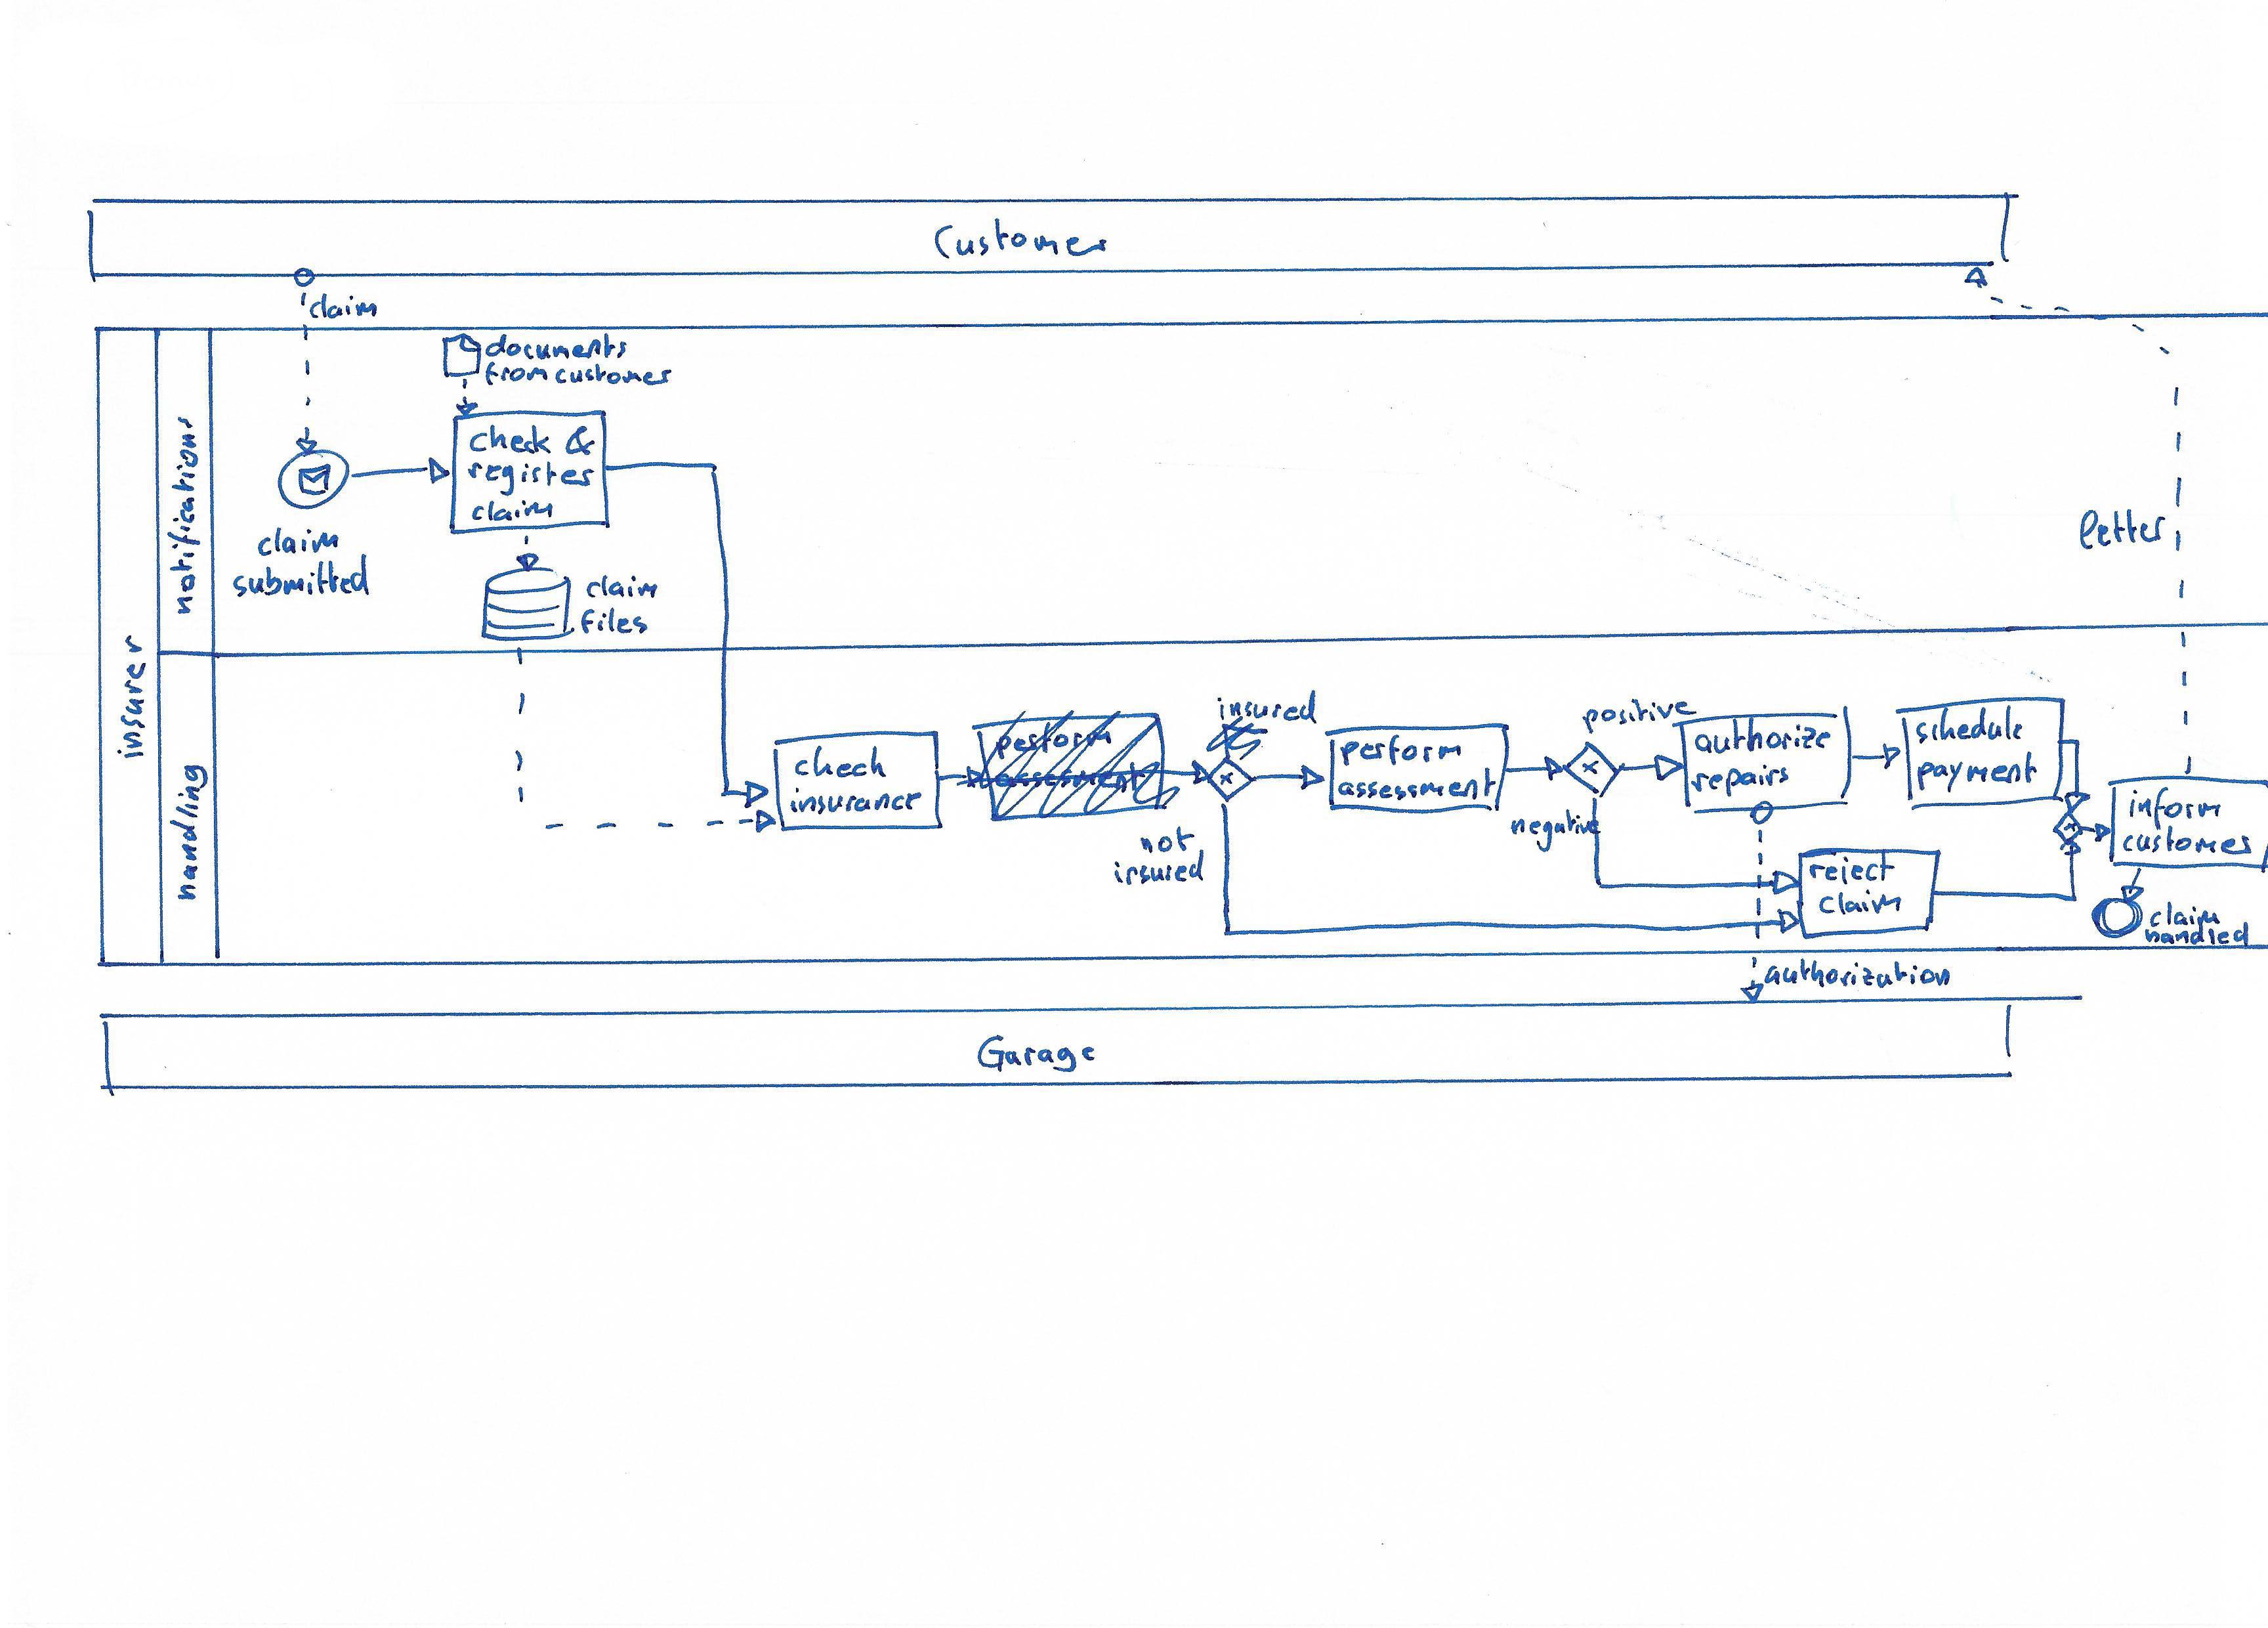 Customer
claim
documents
from customer
check &
register
claim
claim
submitted
claim
files
notifications
insurer
handling
letter
check
insurance
perform
assessment
insured
not
insured
perform
assessment
positive
negative
authorize
repairs
schedule
payment
reject
claim
inform
customer
claim
handled
authorization
Garage